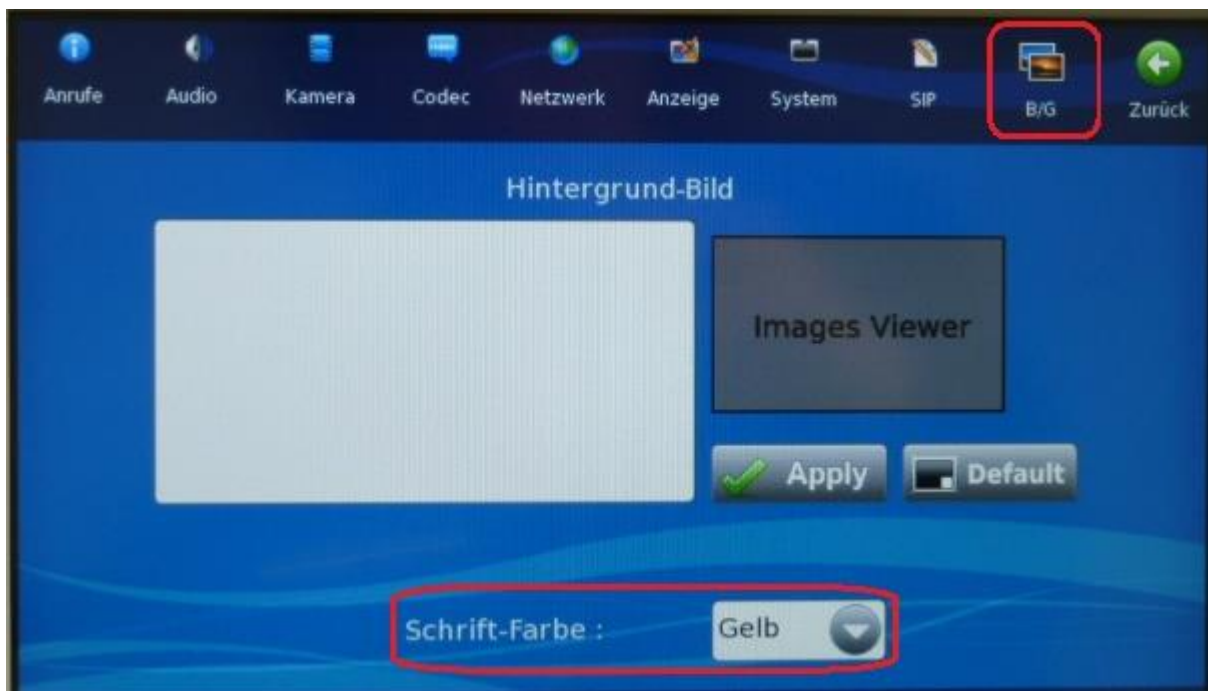 Anrufe Audio Kamera Codec Netzwerk Anzeige System SIP B/G Zurück
Hintergrund-Bild
Images Viewer
Apply Default
Schrift-Farbe : Gelb